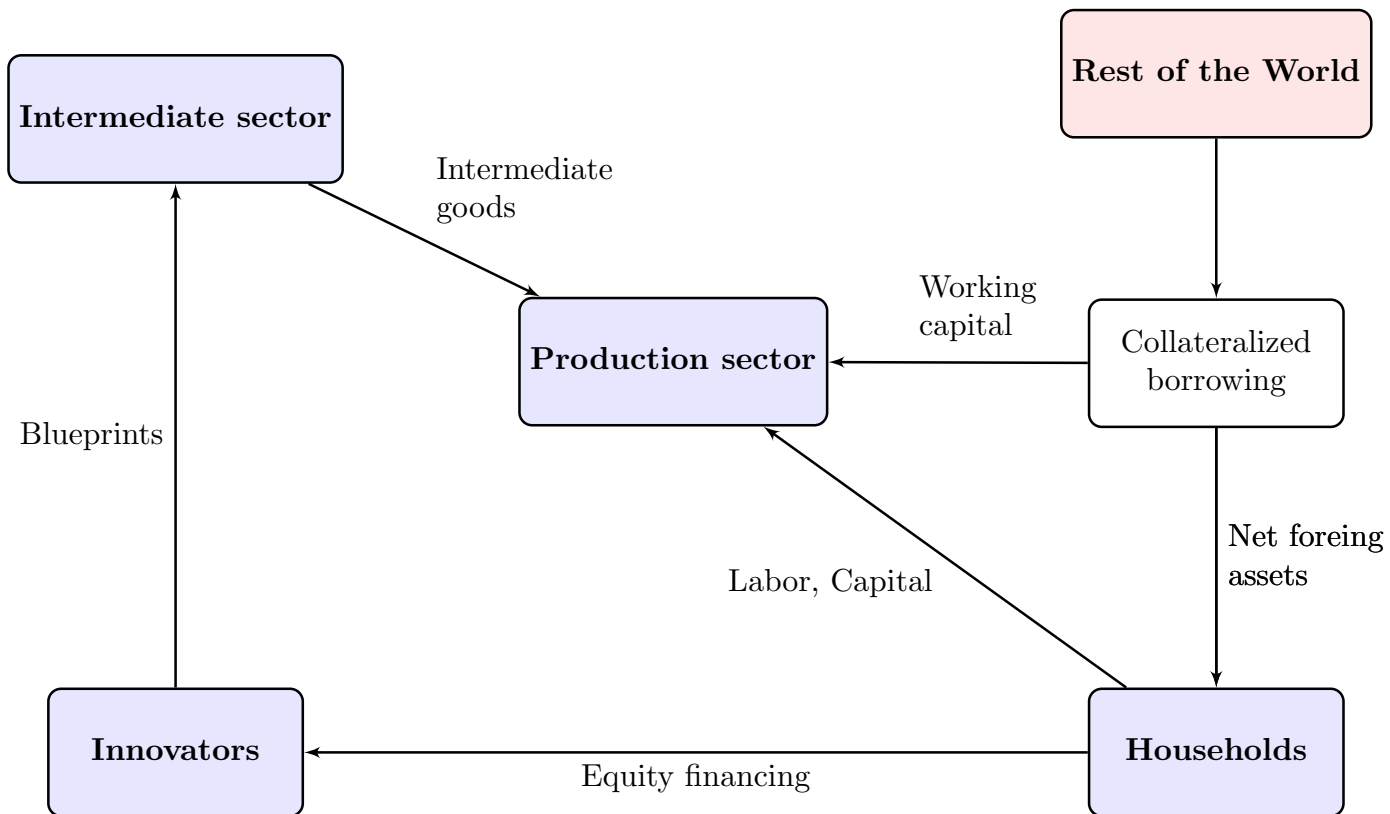 Rest of the World
Intermediate sector
Intermediate
goods
Working
capital
Production sector
Collateralized
borrowing
Blueprints
Net foreing
assets
Labor, Capital
Innovators
Households
Equity financing